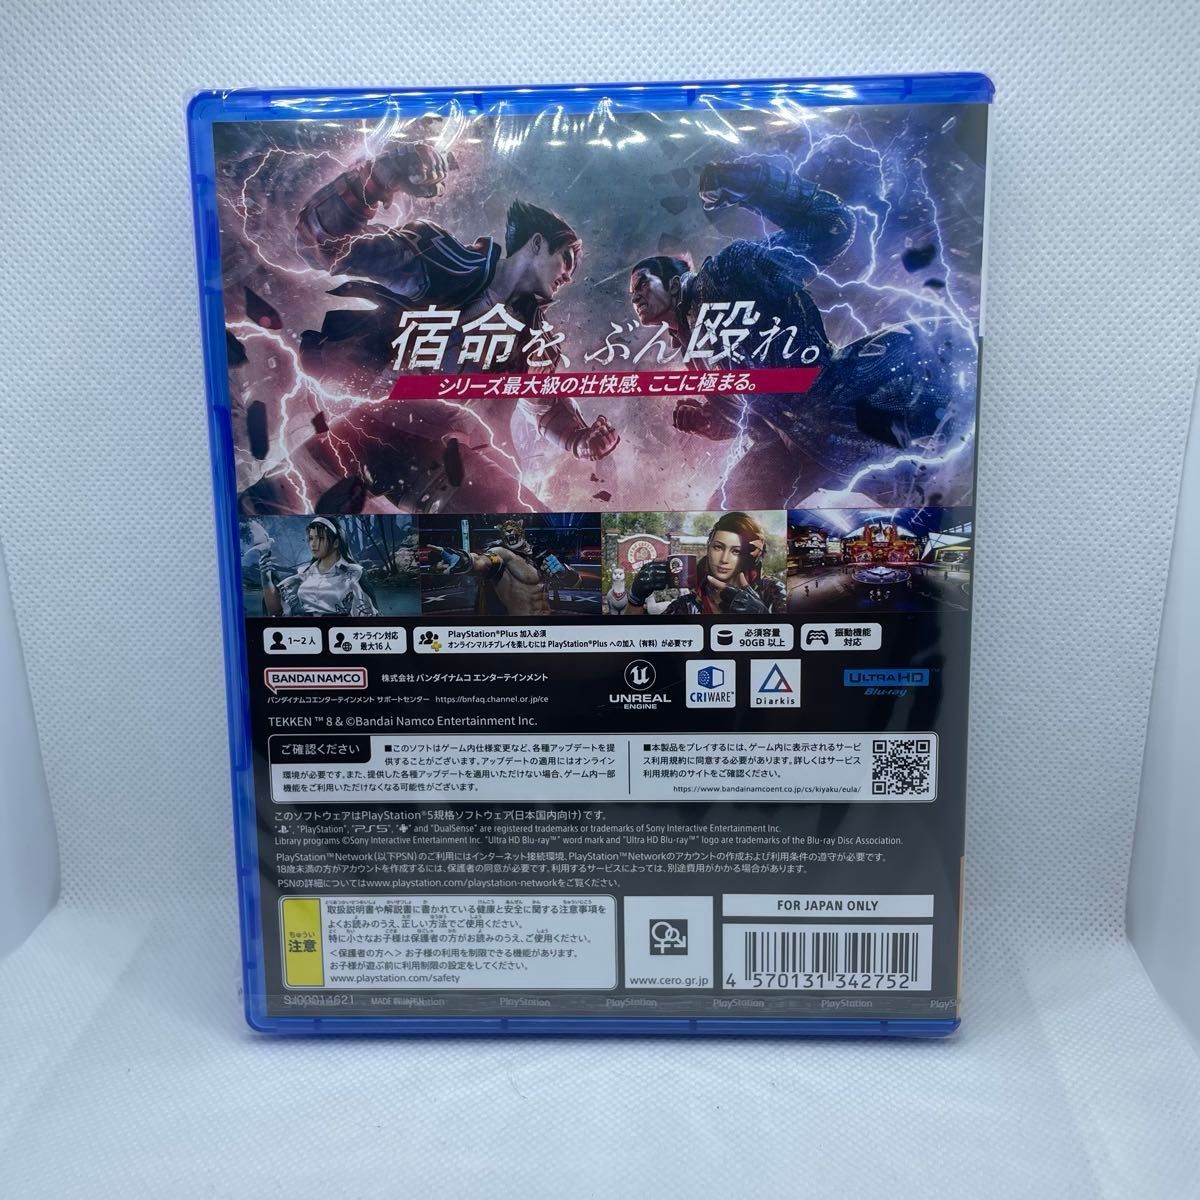 宿命を、ぶん殴れ。
シリーズ最大級の壮快感、ここに極まる。
1～2人
オンライン対応
最大16人
PlayStation®Plus 加入必須
オンラインマルチプレイを楽しむには PlayStation®Plus への加入（有料）が必要です
必須容量
90GB 以上
振動機能
対応
BANDAI NAMCO
株式会社 バンダイナムコ エンターテインメント
バンダイナムコエンターテインメント サポートセンター https://bnfaq.channel.or.jp/ce
UNREAL
ENGINE
CRIWARE™
Diarkis
ULTRA HD
Blu-ray™
TEKKEN ™ 8 & ©Bandai Namco Entertainment Inc.
ご確認ください
■このソフトはゲーム内仕様変更など、各種アップデートを提
供することがございます。アップデートの適用にはオンライン
環境が必要です。また、提供した各種アップデートを適用いただけない場合、ゲーム内一部
機能をご利用いただけなくなる可能性がございます。
■本製品をプレイするには、ゲーム内に表示されるサービ
ス利用規約に同意する必要があります。詳しくはサービス
利用規約のサイトをご確認ください。
https://www.bandainamcoent.co.jp/cs/kiyaku/eula/
このソフトウェアはPlayStation®5規格ソフトウェア(日本国内向け)です。
"PlayStation", "PS5", and "DualSense" are registered trademarks or trademarks of Sony Interactive Entertainment Inc.
Library programs ©Sony Interactive Entertainment Inc. "Ultra HD Blu-ray™" word mark and "Ultra HD Blu-ray™" logo are trademarks of the Blu-ray Disc Association.
PlayStation™Network(以下PSN)のご利用にはインターネット接続環境、PlayStation™Networkのアカウントの作成および利用条件の遵守が必要です。
18歳未満の方がアカウントを作成するには、保護者の同意が必要です。利用するサービスによっては、別途費用がかかる場合があります。
PSNの詳細についてはwww.playstation.com/playstation-networkをご覧ください。
ちゅうい
注意
取扱説明書や解説書に書かれている健康と安全に関する注意事項を
よくお読みのうえ、正しい方法でご使用ください。
特に小さなお子様は保護者の方がお読みのうえ、ご使用ください。
＜保護者の方へ＞ お子様の利用を制限できる機能があります。
お子様が遊ぶ前に利用制限の設定をしてください。
www.playstation.com/safety
www.cero.gr.jp
FOR JAPAN ONLY
4 570131 342752
SJ00014621 MADE IN JAPAN
PlayStation PlayStation PlayStation PlayStation PlayStation